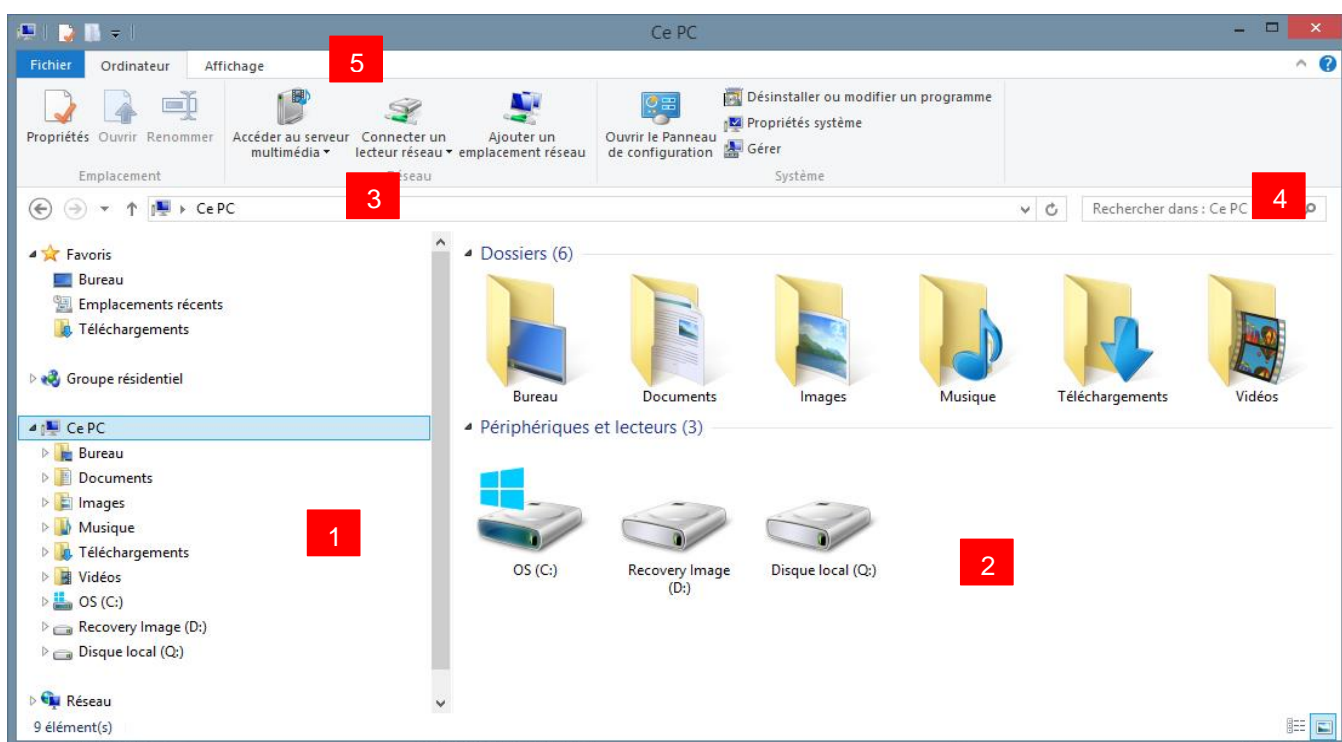 Ce PC
Fichier Ordinateur Affichage 5
Propriétés Ouvrir Renommer
Accéder au serveur
multimédia
Connecter un
lecteur réseau
Ajouter un
emplacement réseau
Ouvrir le Panneau
de configuration
Désinstaller ou modifier un programme
Propriétés système
Gérer
Emplacement
Réseau
Système
3
Ce PC
Rechercher dans : Ce PC
4
Favoris
Bureau
Emplacements récents
Téléchargements
Groupe résidentiel
Ce PC
Bureau
Documents
Images
Musique
Téléchargements
Vidéos
OS (C:)
Recovery Image (D:)
Disque local (Q:)
Réseau
1
Dossiers (6)
Bureau Documents Images Musique Téléchargements Vidéos
Périphériques et lecteurs (3)
OS (C:)
Recovery Image
(D:)
Disque local (Q:)
2
9 élément(s)